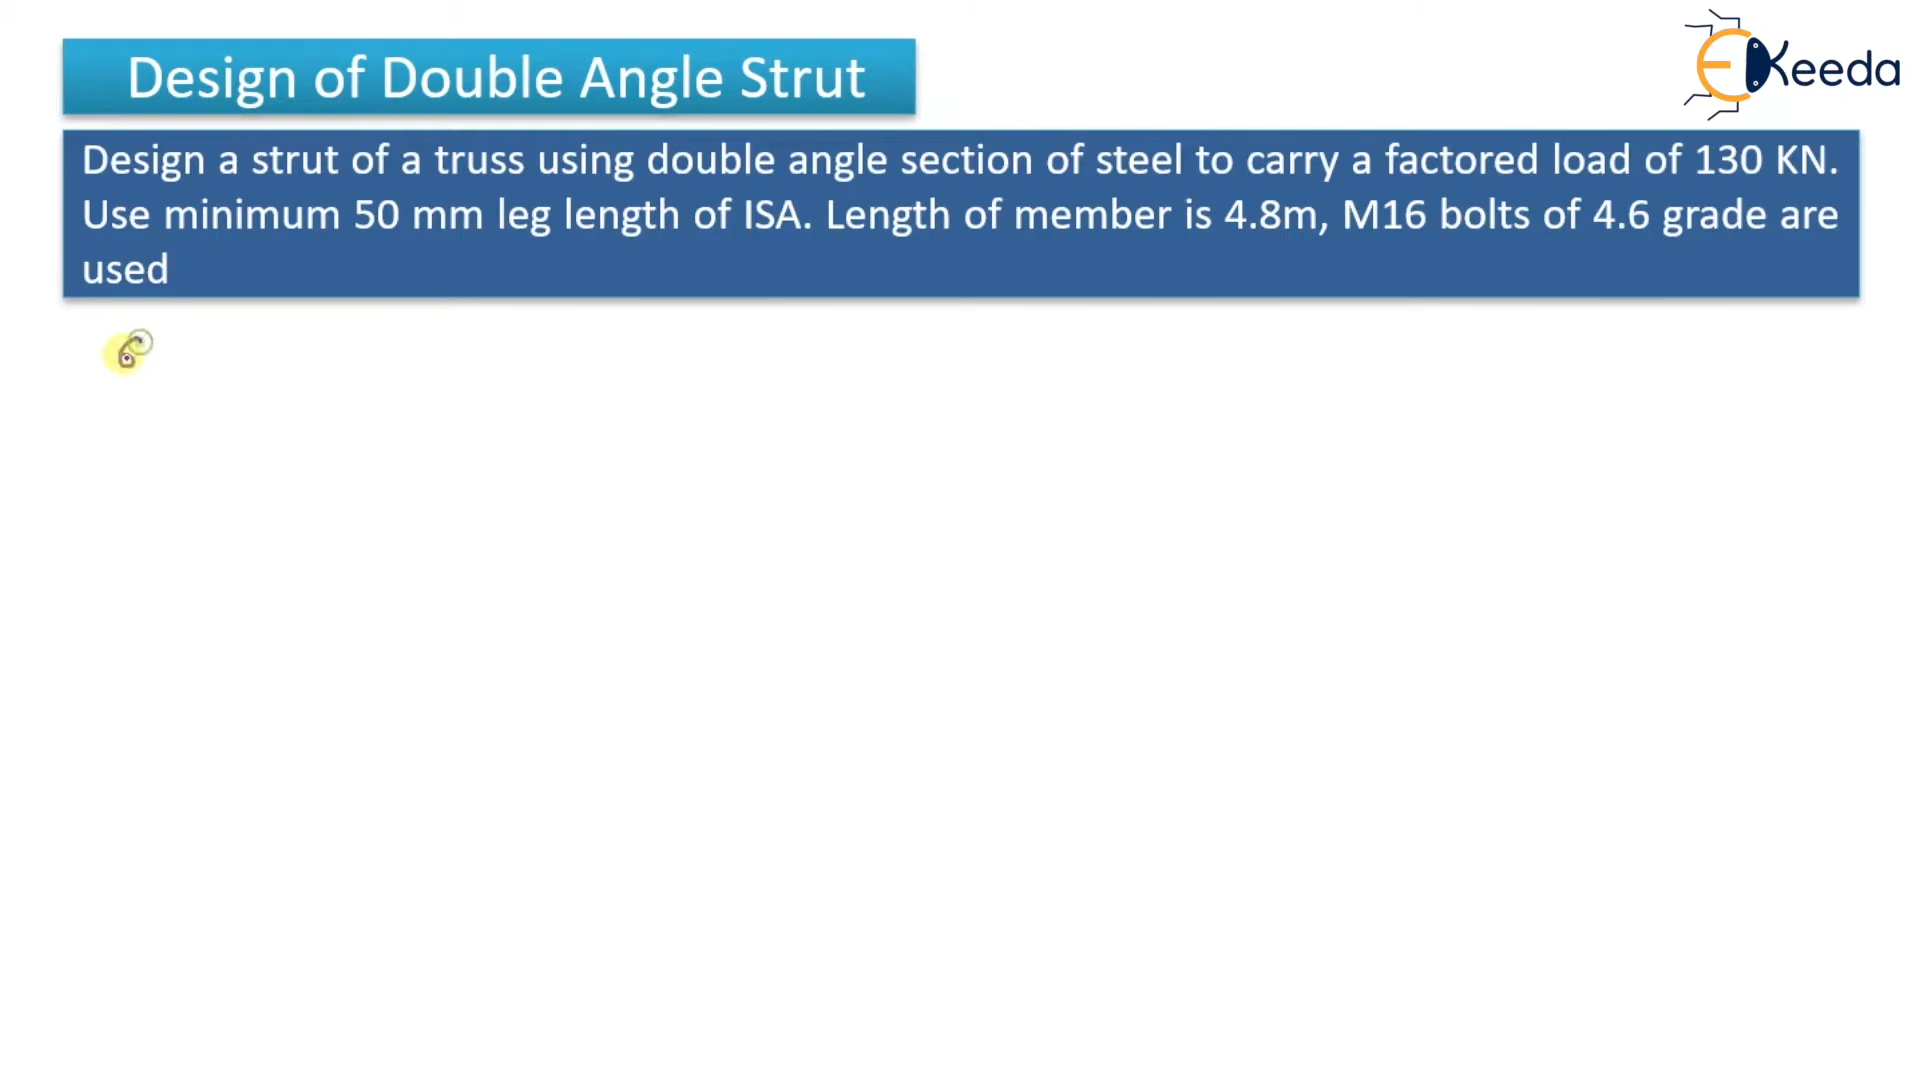 Design of Double Angle Strut
EKeeda
Design a strut of a truss using double angle section of steel to carry a factored load of 130 KN.
Use minimum 50 mm leg length of ISA. Length of member is 4.8m, M16 bolts of 4.6 grade are
used